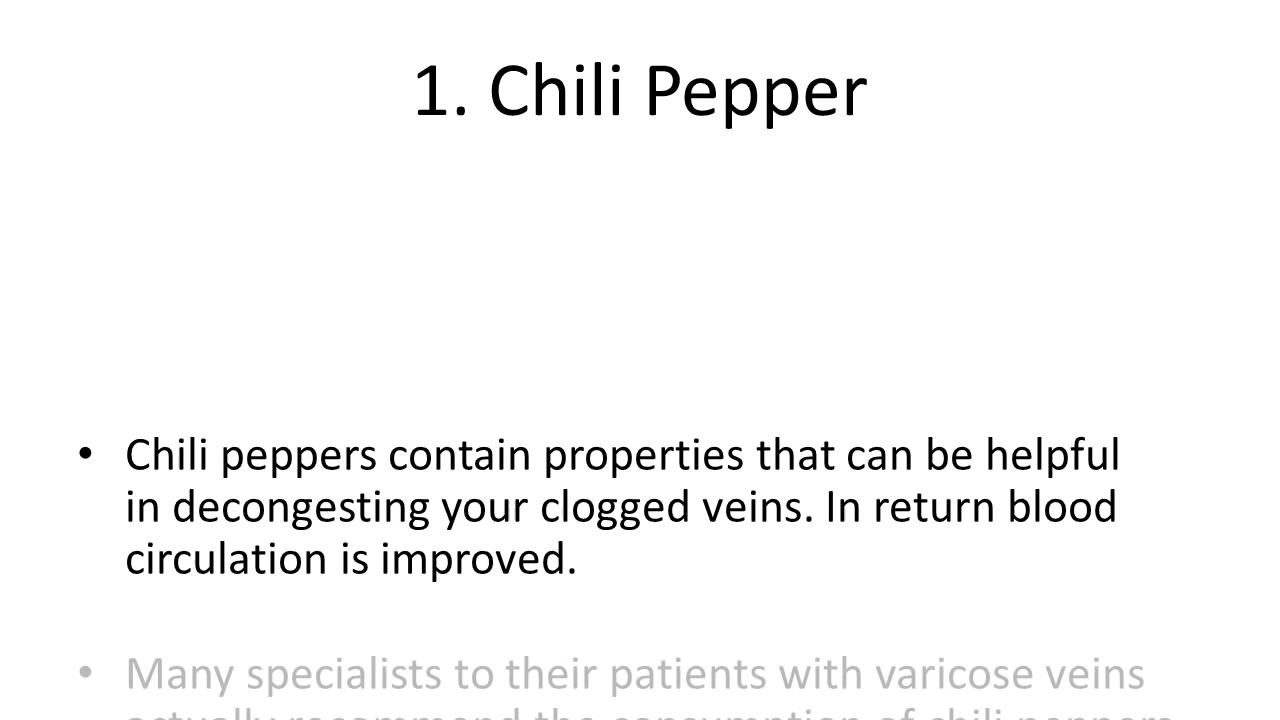 1. Chili Pepper
• Chili peppers contain properties that can be helpful
in decongesting your clogged veins. In return blood
circulation is improved.
• Many specialists to their patients with varicose veins
actually recommend the consumption of chili peppers